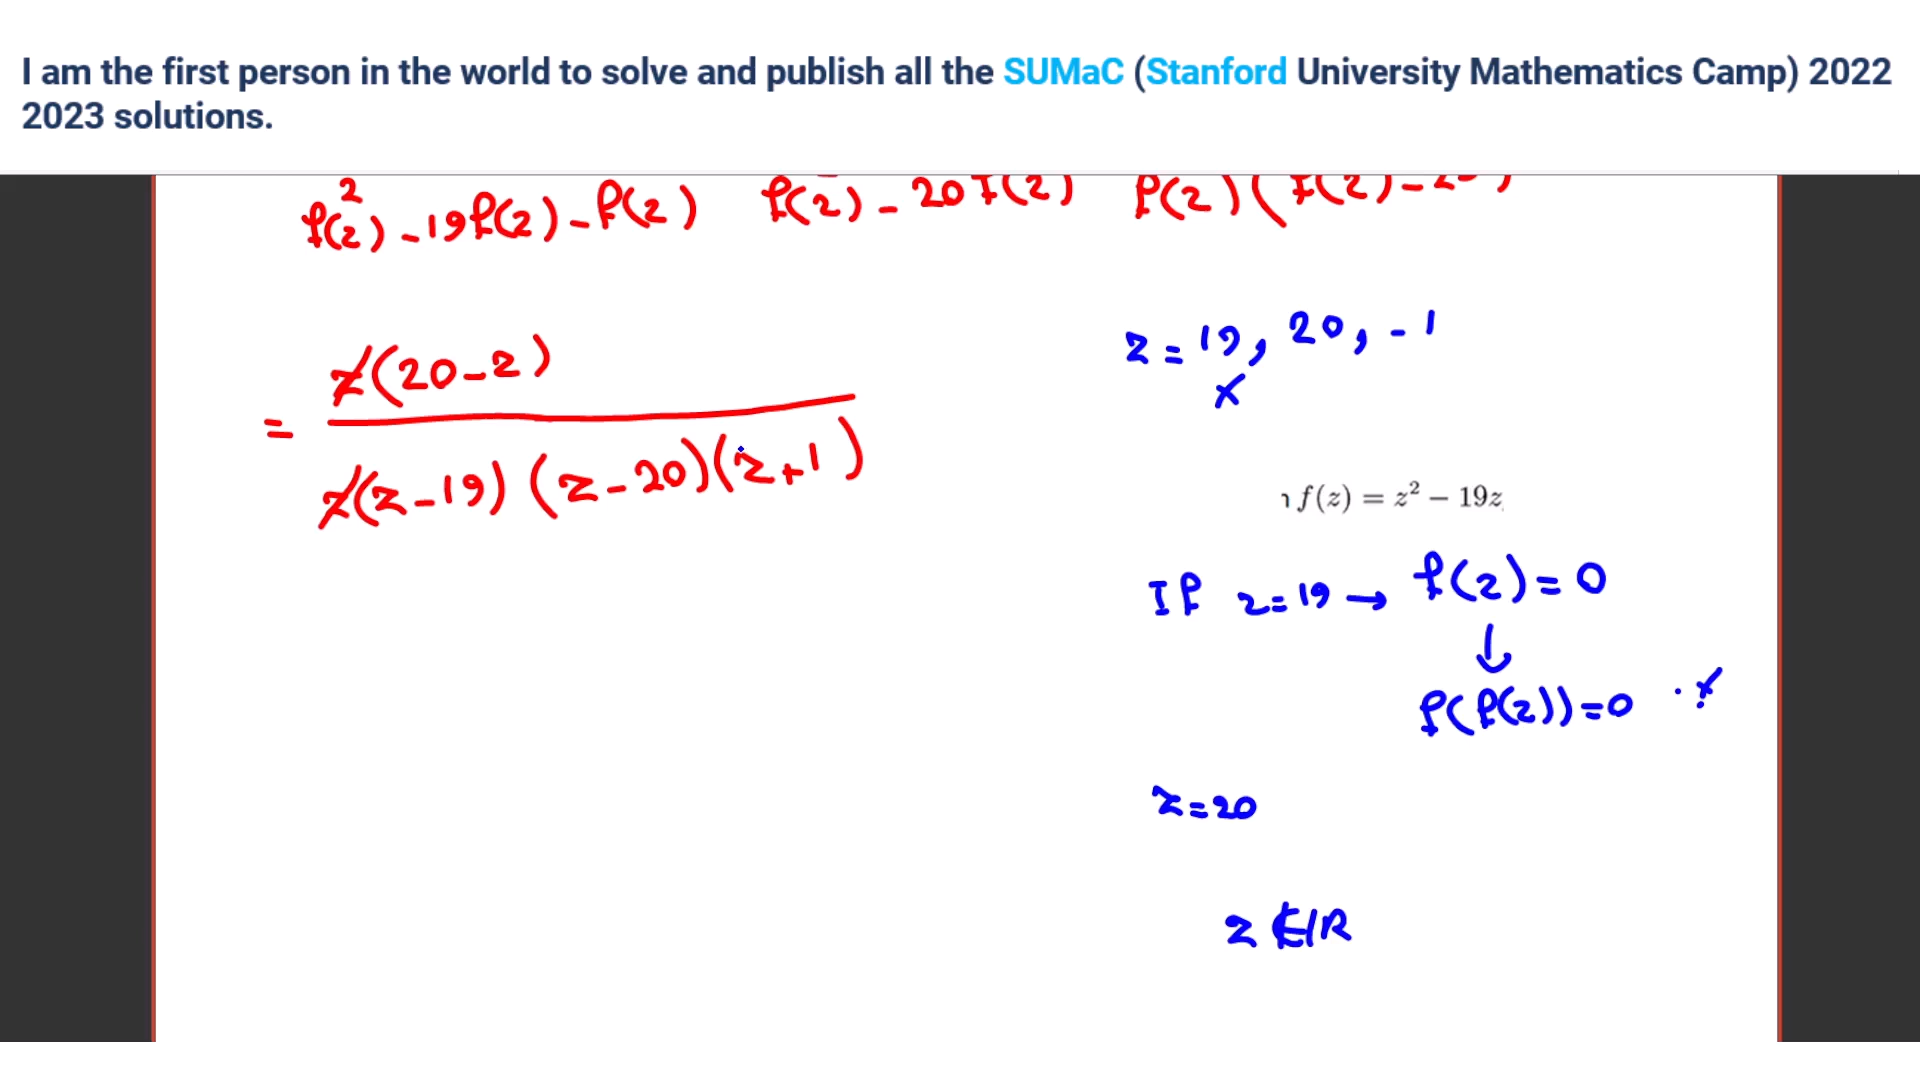 I am the first person in the world to solve and publish all the SUMaC (Stanford University Mathematics Camp) 2022
2023 solutions.
f(z)² - 19f(z) - f(z) f(z) - 20f(z) f(z)(f(z) - 20)
z = 19, 20, -1
x
= z(20-z)
z(z-19)(z-20)(z+1)
f(z) = z² − 19z
If z=19 → f(z)=0
↓
f(f(z))=0 x
z=20
z ∉ ℝ